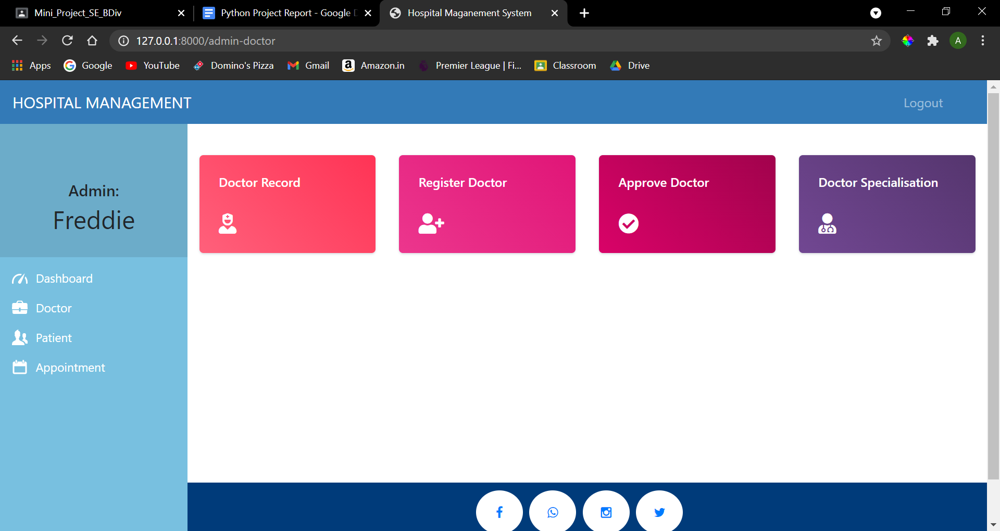 Mini_Project_SE_BDiv
Python Project Report - Google
Hospital Maganement System
127.0.0.1:8000/admin-doctor
A
Apps
Google
YouTube
Domino's Pizza
Gmail
Amazon.in
Premier League | Fi...
Classroom
Drive
HOSPITAL MANAGEMENT
Logout
Admin:
Freddie
Dashboard
Doctor
Patient
Appointment
Doctor Record
Register Doctor
Approve Doctor
Doctor Specialisation